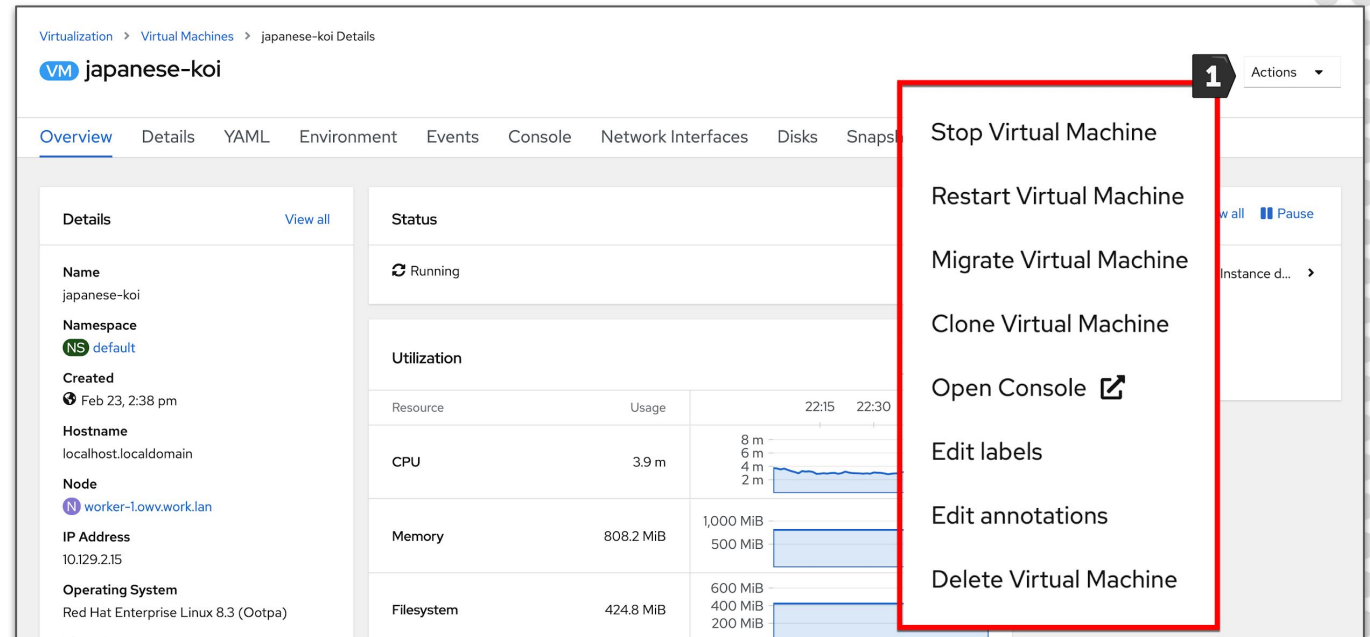 Virtualization > Virtual Machines > japanese-koi Details
VM japanese-koi
1
Actions
Overview Details YAML Environment Events Console Network Interfaces Disks
Stop Virtual Machine
Restart Virtual Machine
Migrate Virtual Machine
Clone Virtual Machine
Open Console
Edit labels
Edit annotations
Delete Virtual Machine
Details View all
Name
japanese-koi
Namespace
NS default
Created
Feb 23, 2:38 pm
Hostname
localhost.localdomain
Node
N worker-1.owv.work.lan
IP Address
10.129.2.15
Operating System
Red Hat Enterprise Linux 8.3 (Ootpa)
Status
Running
Utilization
Resource Usage 22:15 22:30
CPU 3.9 m
8 m
6 m
4 m
2 m
Memory 808.2 MiB
1,000 MiB
500 MiB
Filesystem 424.8 MiB
600 MiB
400 MiB
200 MiB
all Pause
Instance d...